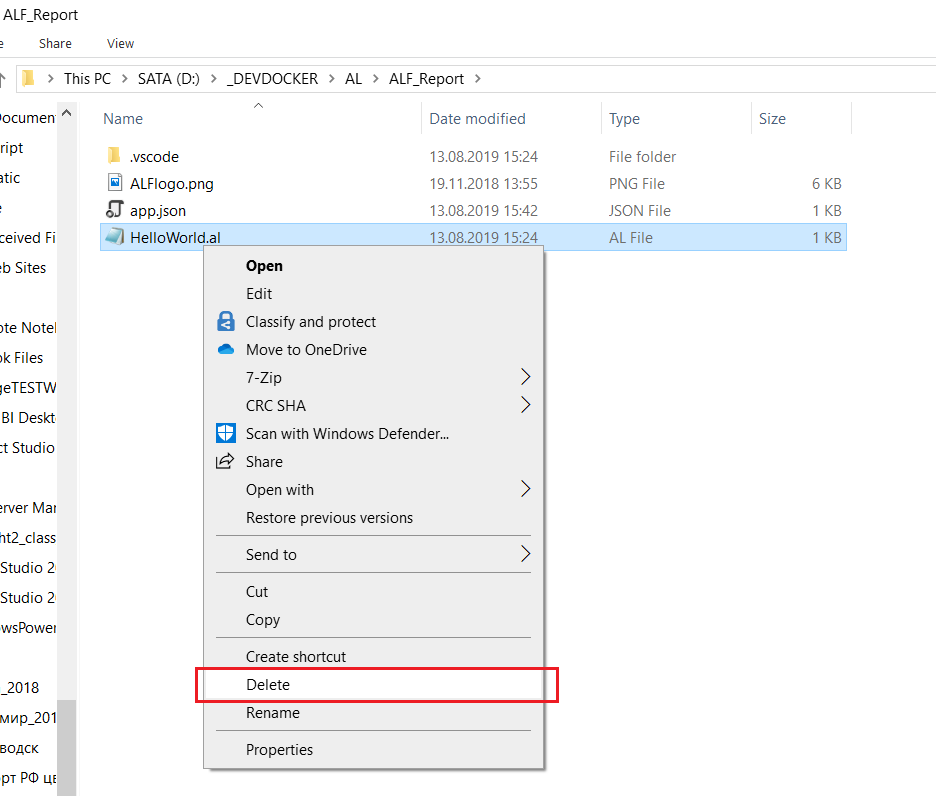 ALF_Report
e Share View
This PC > SATA (D:) > _DEVDOCKER > AL > ALF_Report >
Name Date modified Type Size
.vscode 13.08.2019 15:24 File folder
ALFlogo.png 19.11.2018 13:55 PNG File 6 KB
app.json 13.08.2019 15:42 JSON File 1 KB
HelloWorld.al 13.08.2019 15:24 AL File 1 KB
ocumen
ript
atic
e
ceived Fi
eb Sites
ote Notel
ok Files
geTESTW
BI Deskt
ct Studio
erver Mar
ht2_class
Studio 2
Studio 2
owsPower
_2018
мир_201
водск
орт РФ це
Open
Edit
Classify and protect
Move to OneDrive
7-Zip
CRC SHA
Scan with Windows Defender...
Share
Open with
Restore previous versions
Send to
Cut
Copy
Create shortcut
Delete
Rename
Properties